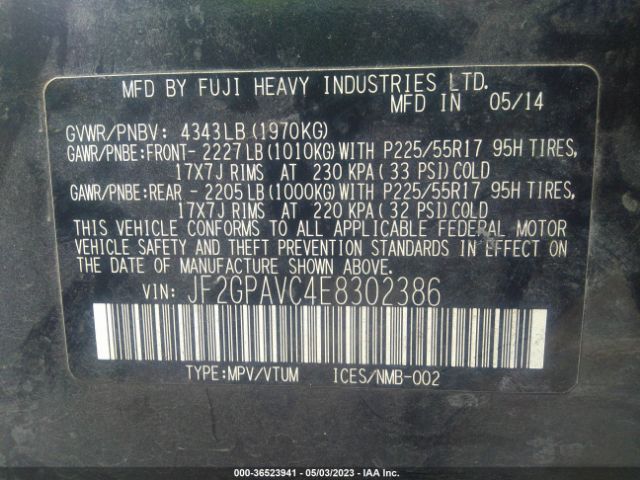 MFD BY FUJI HEAVY INDUSTRIES LTD.
MFD IN 05/14
GVWR/PNBV: 4343LB(1970KG)
GAWR/PNBE:FRONT- 2227LB(1010KG)WITH P225/55R17 95H TIRES,
17X7J RIMS AT 230 KPA( 33 PSI)COLD
GAWR/PNBE:REAR - 2205LB(1000KG)WITH P225/55R17 95H TIRES,
17X7J RIMS AT 220 KPA( 32 PSI)COLD
THIS VEHICLE CONFORMS TO ALL APPLICABLE FEDERAL MOTOR
VEHICLE SAFETY AND THEFT PREVENTION STANDARDS IN EFFECT ON
THE DATE OF MANUFACTURE SHOWN ABOVE.
VIN: JF2GPAVC4E8302386
TYPE:MPV/VTUM ICES/NMB-002
000-36523941 - 05/03/2023 - IAA Inc.